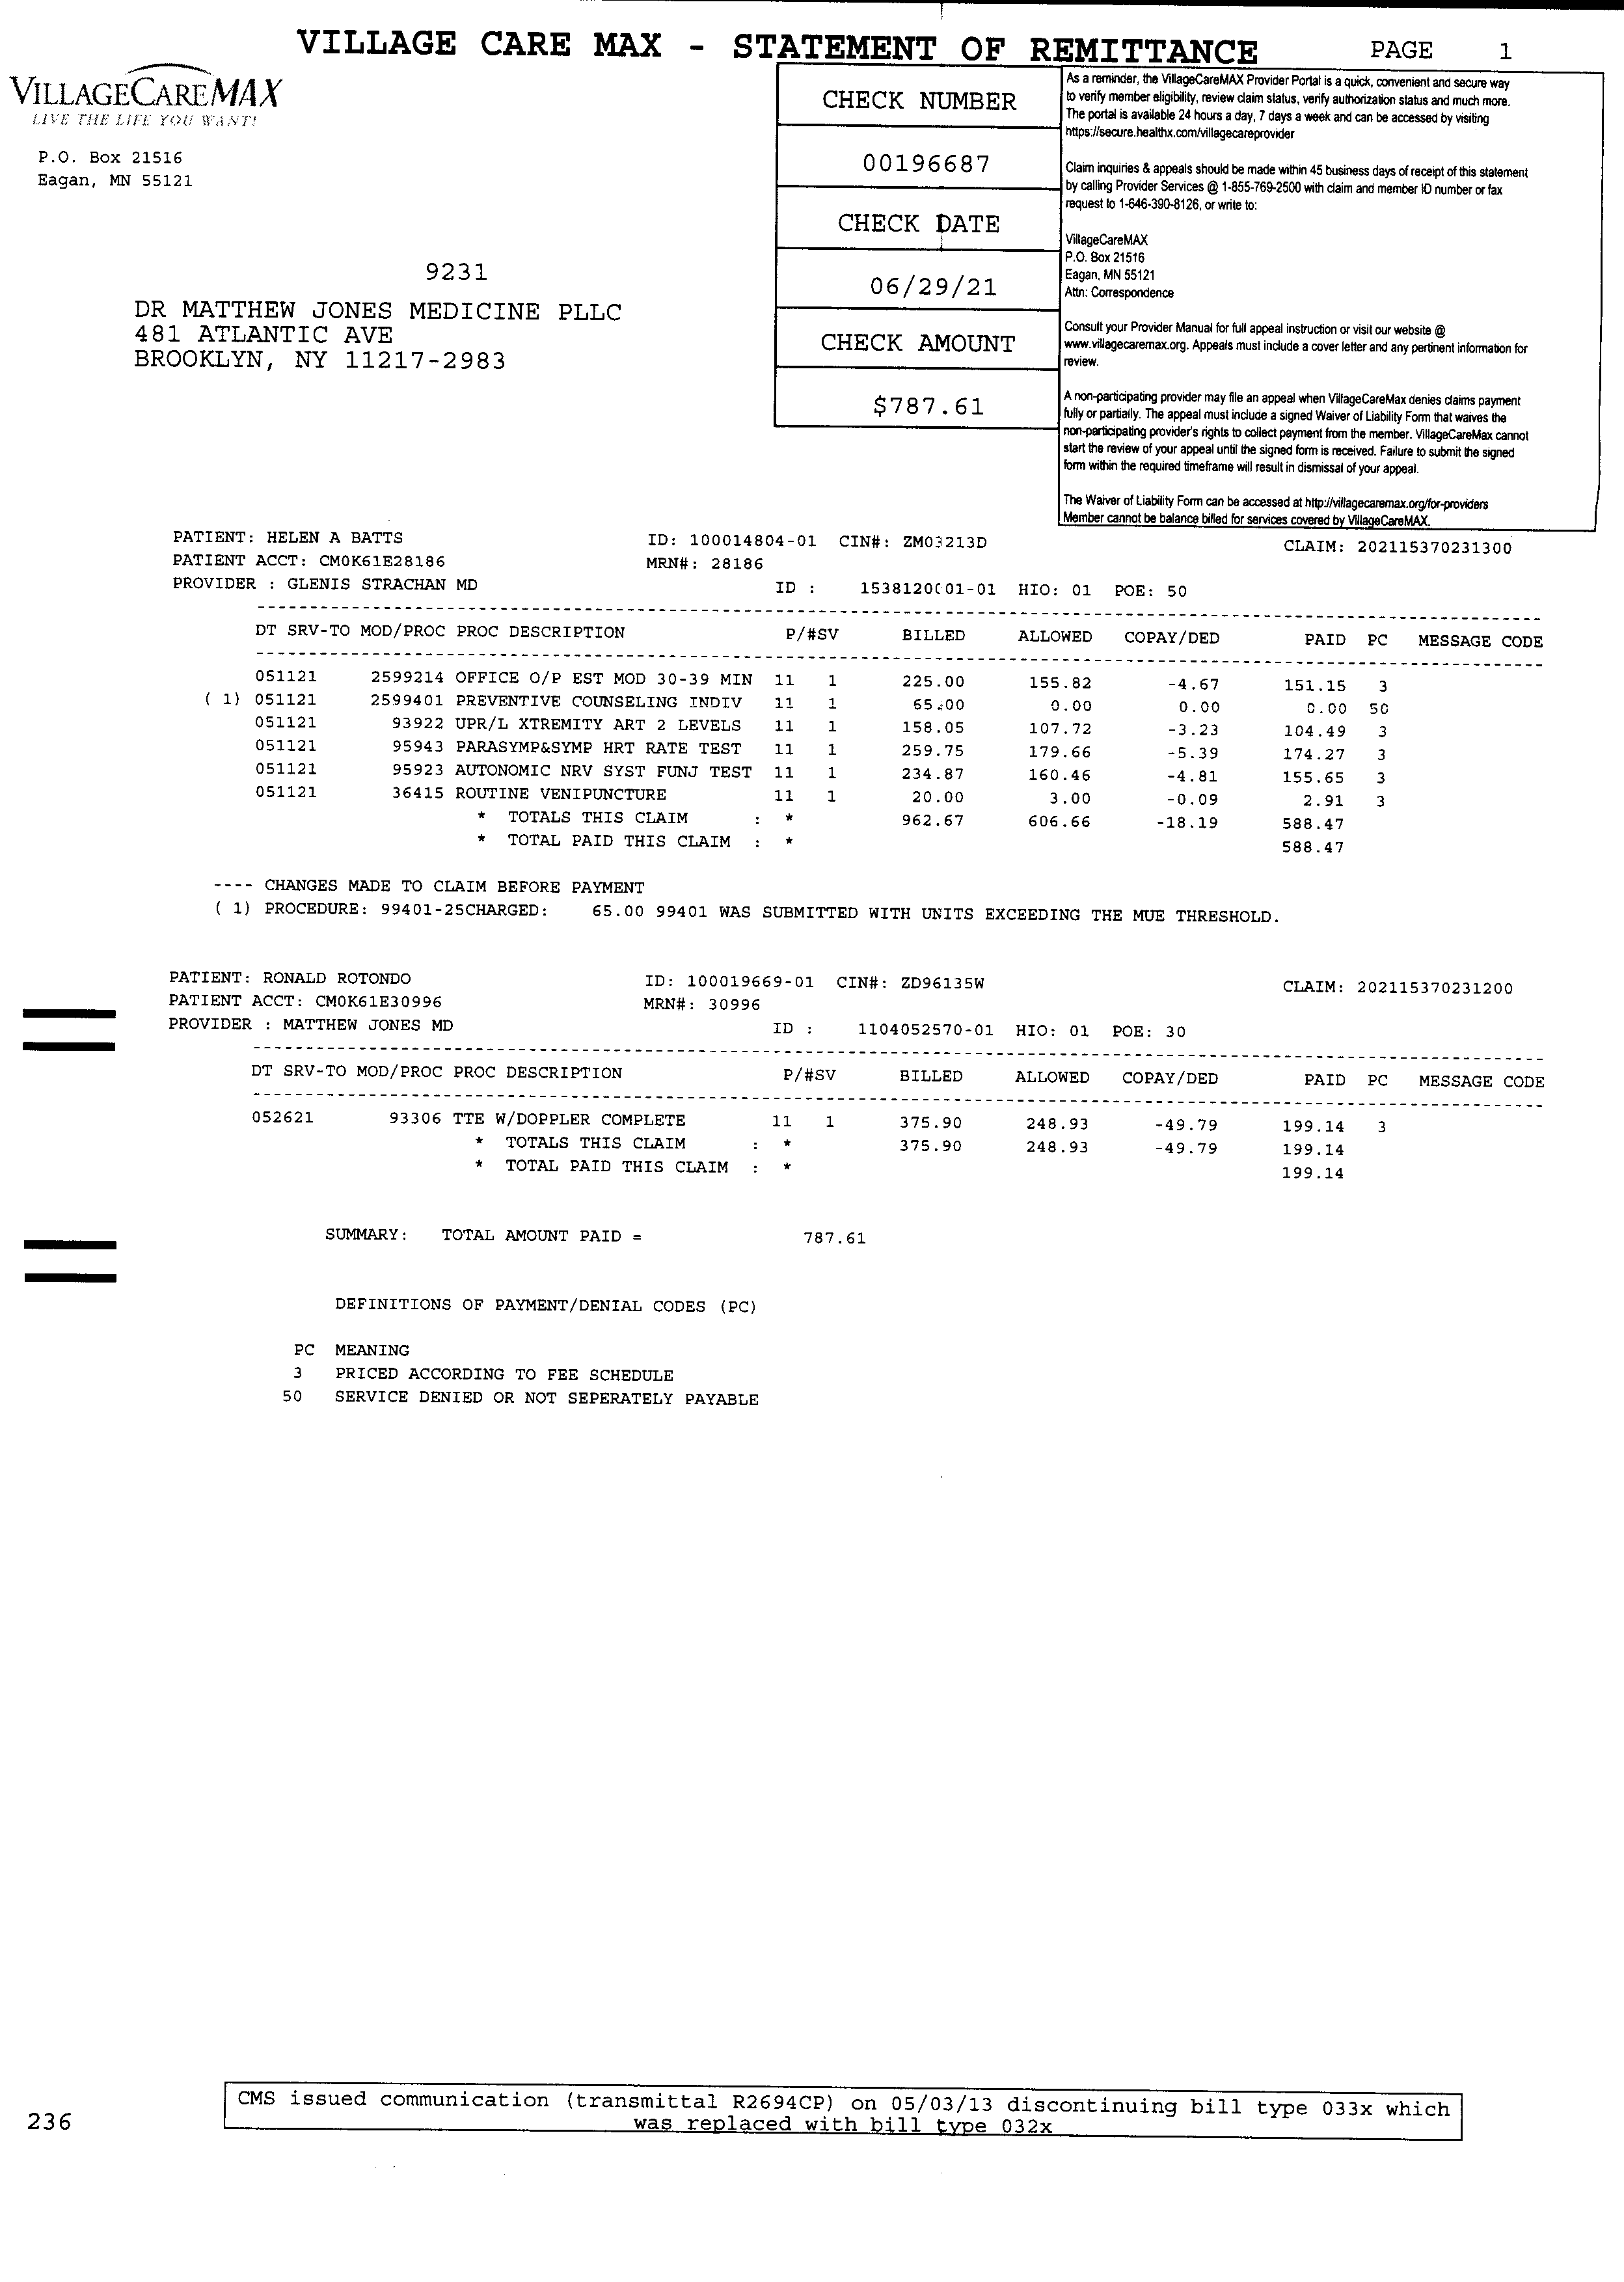 VILLAGE CARE MAX - STATEMENT OF REMITTANCE PAGE 1
VILLAGECAREMAX
LIVE THE LIFE YOU WANT!
P.O. Box 21516
Eagan, MN 55121
CHECK NUMBER
00196687
CHECK DATE
06/29/21
CHECK AMOUNT
$787.61
As a reminder, the VillageCareMAX Provider Portal is a quick, convenient and secure way
to verify member eligibility, review claim status, verify authorization status and much more.
The portal is available 24 hours a day, 7 days a week and can be accessed by visiting
https://secure.healthx.com/villagecareprovider
Claim inquiries & appeals should be made within 45 business days of receipt of this statement
by calling Provider Services @ 1-855-769-2500 with claim and member ID number or fax
request to 1-646-390-8126, or write to:
VillageCareMAX
P.O. Box 21516
Eagan, MN 55121
Attn: Correspondence
Consult your Provider Manual for full appeal instruction or visit our website @
www.villagecaremax.org. Appeals must include a cover letter and any pertinent information for
review.
A non-participating provider may file an appeal when VillageCareMax denies claims payment
fully or partially. The appeal must include a signed Waiver of Liability Form that waives the
non-participating provider's rights to collect payment from the member. VillageCareMax cannot
start the review of your appeal until the signed form is received. Failure to submit the signed
form within the required timeframe will result in dismissal of your appeal.
The Waiver of Liability Form can be accessed at http://villagecaremax.org/for-providers
Member cannot be balance billed for services covered by VillageCareMAX.
9231
DR MATTHEW JONES MEDICINE PLLC
481 ATLANTIC AVE
BROOKLYN, NY 11217-2983
PATIENT: HELEN A BATTS ID: 100014804-01 CIN#: ZM03213D CLAIM: 202115370231300
PATIENT ACCT: CM0K61E28186 MRN#: 28186
PROVIDER : GLENIS STRACHAN MD ID : 1538120001-01 HIO: 01 POE: 50
DT SRV-TO MOD/PROC PROC DESCRIPTION P/#SV BILLED ALLOWED COPAY/DED PAID PC MESSAGE CODE
051121 2599214 OFFICE O/P EST MOD 30-39 MIN 11 1 225.00 155.82 -4.67 151.15 3
( 1) 051121 2599401 PREVENTIVE COUNSELING INDIV 11 1 65.00 0.00 0.00 0.00 50
051121 93922 UPR/L XTREMITY ART 2 LEVELS 11 1 158.05 107.72 -3.23 104.49 3
051121 95943 PARASYMP&SYMP HRT RATE TEST 11 1 259.75 179.66 -5.39 174.27 3
051121 95923 AUTONOMIC NRV SYST FUNJ TEST 11 1 234.87 160.46 -4.81 155.65 3
051121 36415 ROUTINE VENIPUNCTURE 11 1 20.00 3.00 -0.09 2.91 3
* TOTALS THIS CLAIM : * 962.67 606.66 -18.19 588.47
* TOTAL PAID THIS CLAIM : * 588.47
---- CHANGES MADE TO CLAIM BEFORE PAYMENT
( 1) PROCEDURE: 99401-25CHARGED: 65.00 99401 WAS SUBMITTED WITH UNITS EXCEEDING THE MUE THRESHOLD.
PATIENT: RONALD ROTONDO ID: 100019669-01 CIN#: ZD96135W CLAIM: 202115370231200
PATIENT ACCT: CM0K61E30996 MRN#: 30996
PROVIDER : MATTHEW JONES MD ID : 1104052570-01 HIO: 01 POE: 30
DT SRV-TO MOD/PROC PROC DESCRIPTION P/#SV BILLED ALLOWED COPAY/DED PAID PC MESSAGE CODE
052621 93306 TTE W/DOPPLER COMPLETE 11 1 375.90 248.93 -49.79 199.14 3
* TOTALS THIS CLAIM : * 375.90 248.93 -49.79 199.14
* TOTAL PAID THIS CLAIM : * 199.14
SUMMARY: TOTAL AMOUNT PAID = 787.61
DEFINITIONS OF PAYMENT/DENIAL CODES (PC)
PC MEANING
3 PRICED ACCORDING TO FEE SCHEDULE
50 SERVICE DENIED OR NOT SEPERATELY PAYABLE
236
CMS issued communication (transmittal R2694CP) on 05/03/13 discontinuing bill type 033x which
was replaced with bill type 032x